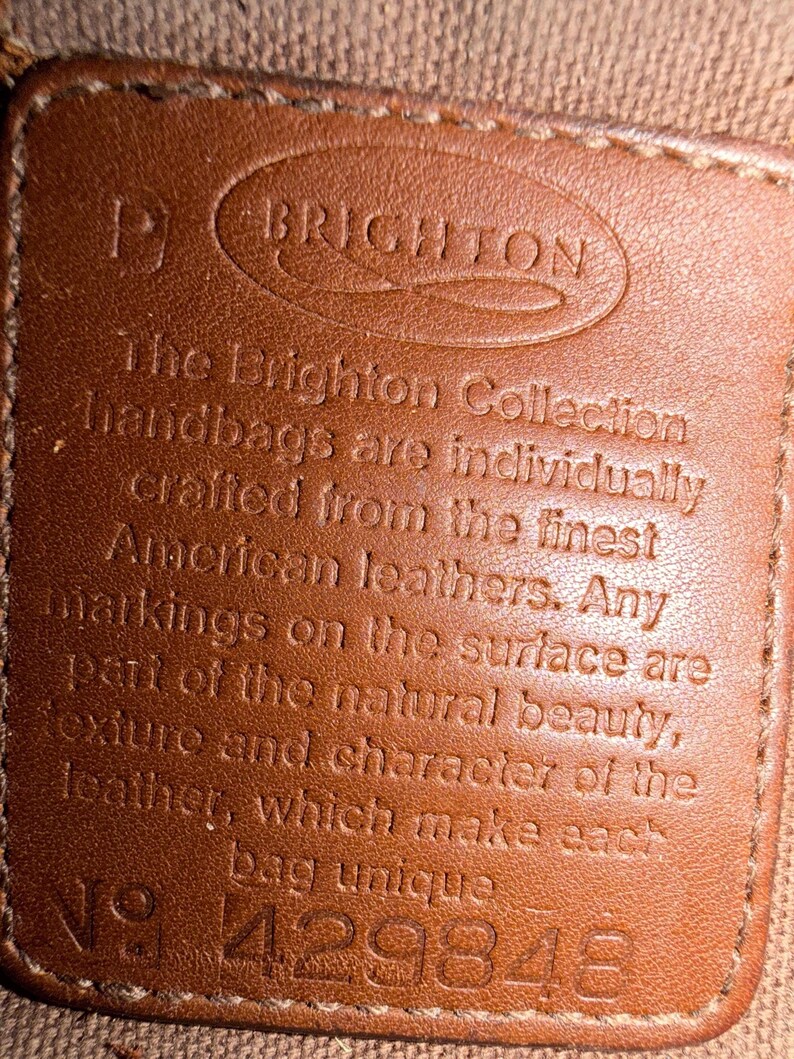 P
BRIGHTON
The Brighton Collection
handbags are individually
crafted from the finest
American leathers. Any
markings on the surface are
part of the natural beauty,
texture and character of the
leather, which make each
bag unique
No 429848